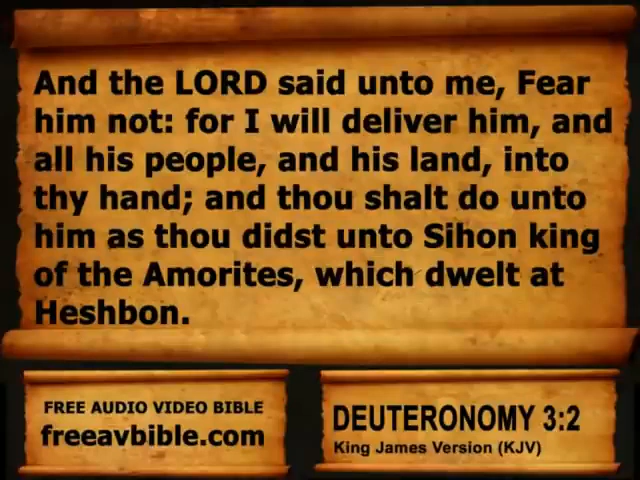 And the LORD said unto me, Fear
him not: for I will deliver him, and
all his people, and his land, into
thy hand; and thou shalt do unto
him as thou didst unto Sihon king
of the Amorites, which dwelt at
Heshbon.
FREE AUDIO VIDEO BIBLE
freeavbible.com
DEUTERONOMY 3:2
King James Version (KJV)